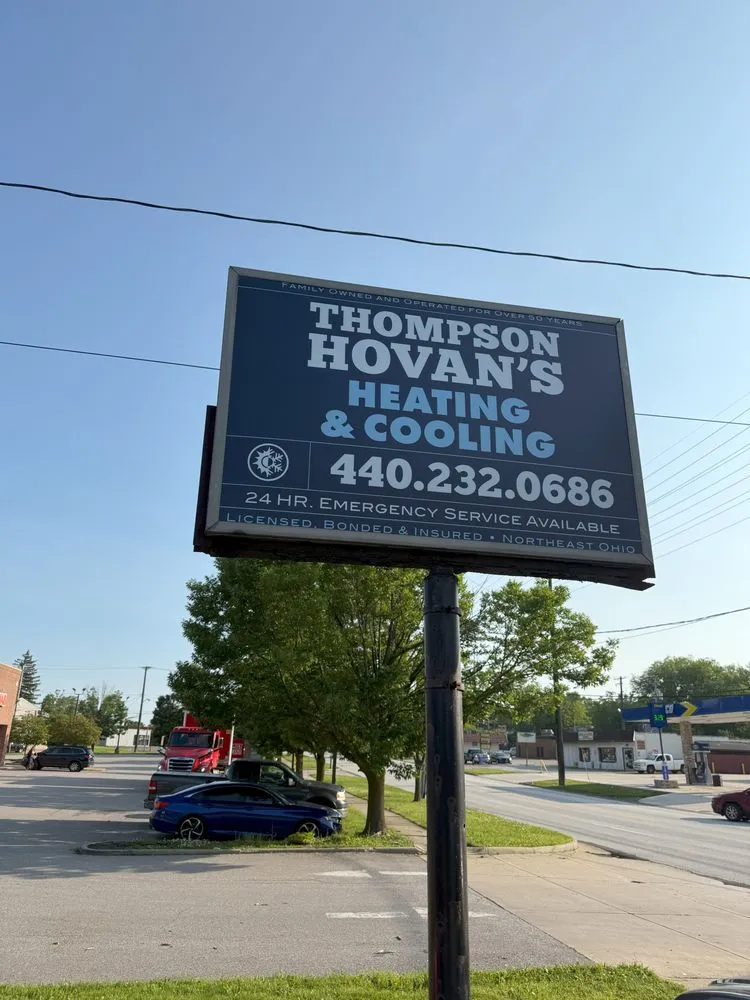 FAMILY OWNED AND OPERATED FOR OVER 50 YEARS
THOMPSON
HOVAN'S
HEATING
& COOLING
440.232.0686
24 HR. EMERGENCY SERVICE AVAILABLE
LICENSED, BONDED & INSURED • NORTHEAST OHIO